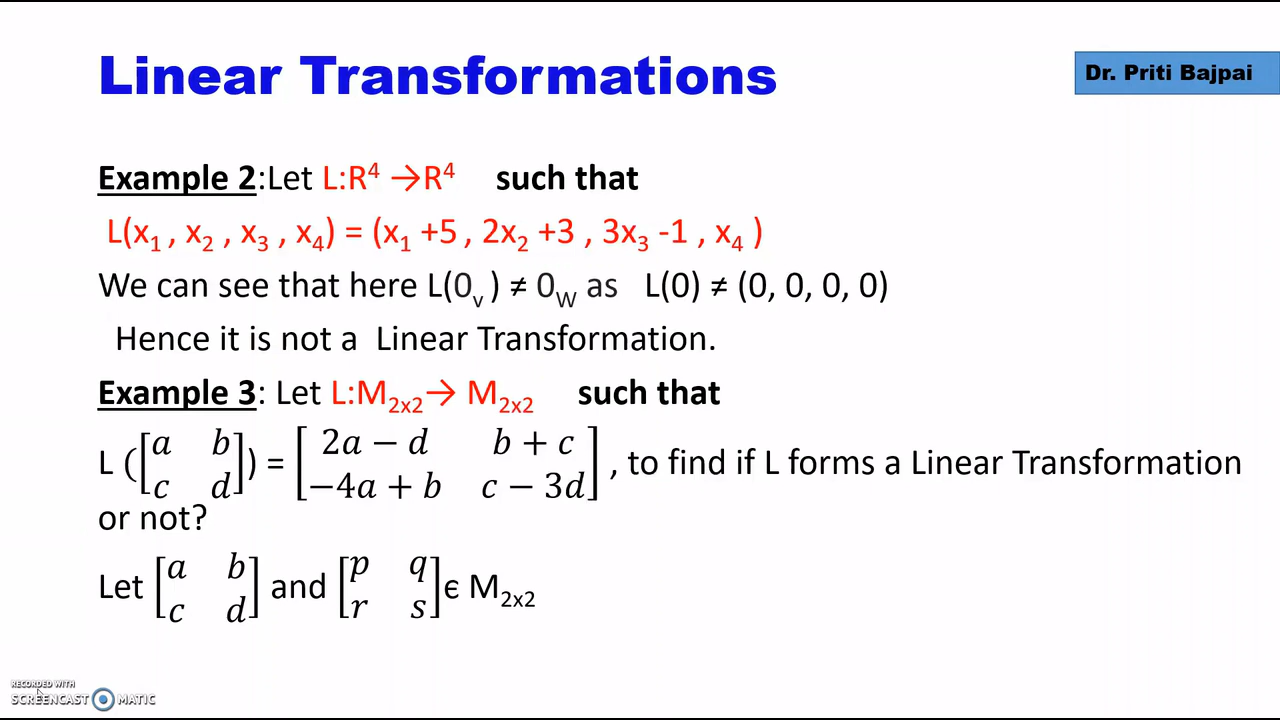 Linear Transformations
Dr. Priti Bajpai
Example 2:Let L:R⁴ →R⁴ such that
L(x₁ , x₂ , x₃ , x₄) = (x₁ +5 , 2x₂ +3 , 3x₃ -1 , x₄ )
We can see that here L(0ᵥ ) ≠ 0_W as L(0) ≠ (0, 0, 0, 0)
Hence it is not a Linear Transformation.
Example 3: Let L:M₂ₓ₂→ M₂ₓ₂ such that
L ([a b; c d]) = [2a − d b + c; −4a + b c − 3d] , to find if L forms a Linear Transformation
or not?
Let [a b; c d] and [p q; r s] ϵ M₂ₓ₂
RECORDED WITH
SCREENCAST MATIC